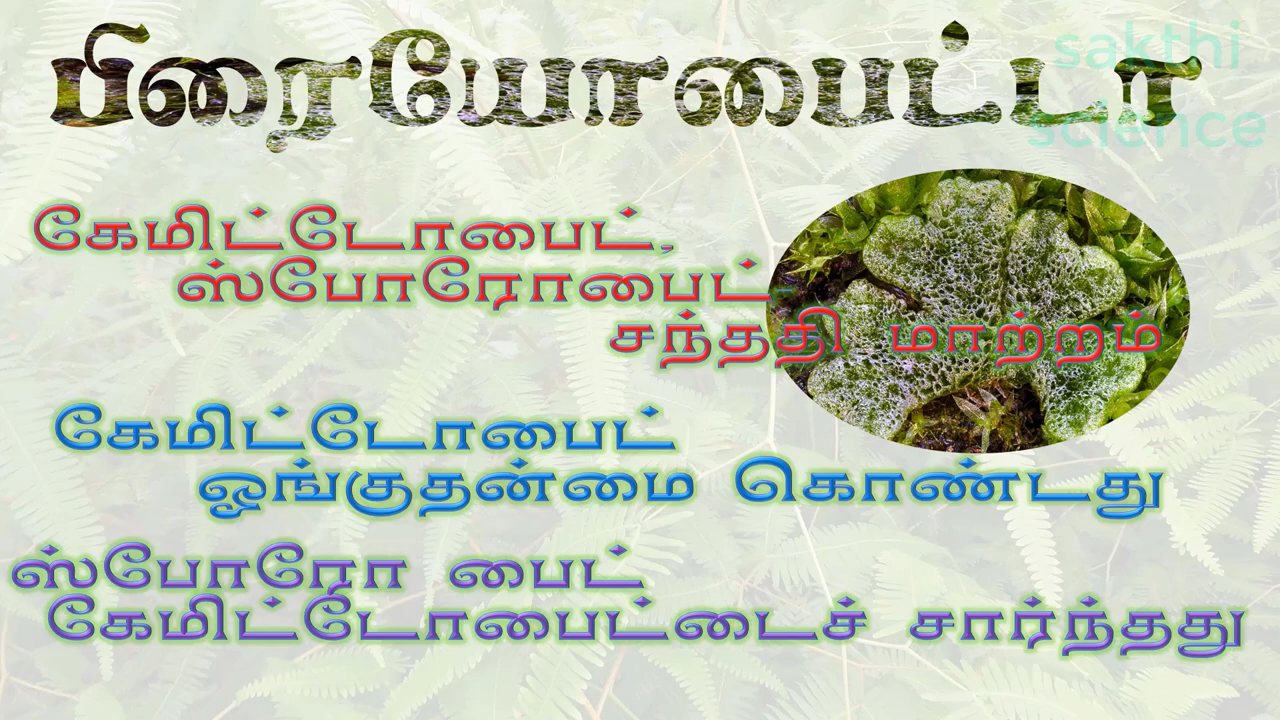 பிரையோபைட்டா
sakthi
science
கேமிட்டோபைட்,
ஸ்போரோபைட்-
சந்ததி மாற்றம்
கேமிட்டோபைட்
ஓங்குதன்மை கொண்டது
ஸ்போரோ பைட்
கேமிட்டோபைட்டைச் சார்ந்தது